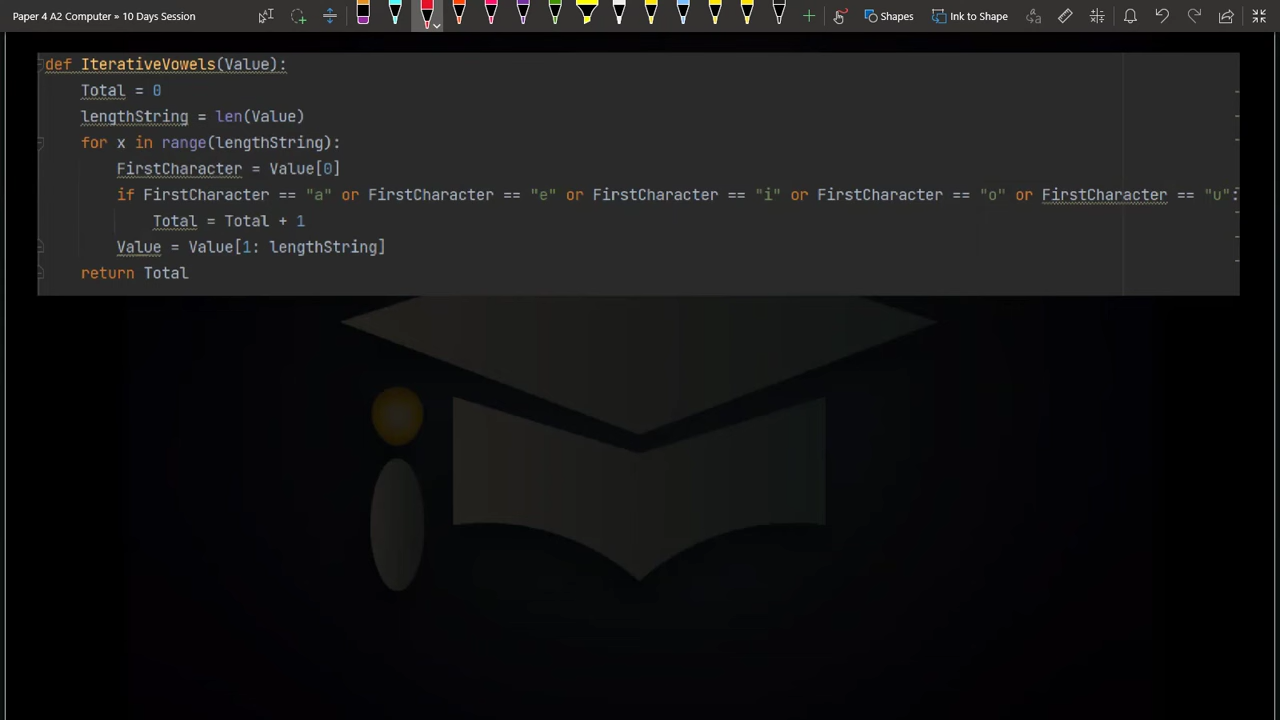 Paper 4 A2 Computer » 10 Days Session
Shapes
Ink to Shape
def IterativeVowels(Value):
Total = 0
lengthString = len(Value)
for x in range(lengthString):
FirstCharacter = Value[0]
if FirstCharacter == "a" or FirstCharacter == "e" or FirstCharacter == "i" or FirstCharacter == "o" or FirstCharacter == "u":
Total = Total + 1
Value = Value[1: lengthString]
return Total